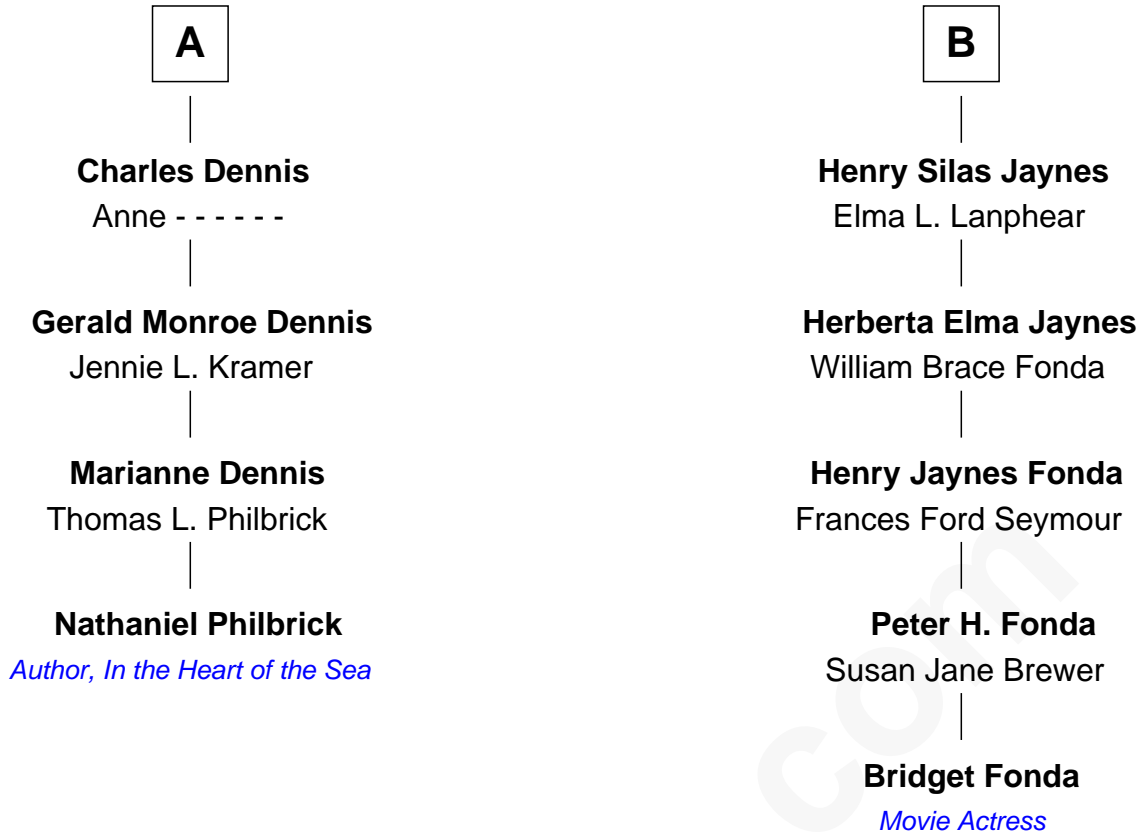 A
Charles Dennis
Anne - - - - - -
Gerald Monroe Dennis
Jennie L. Kramer
Marianne Dennis
Thomas L. Philbrick
Nathaniel Philbrick
Author, In the Heart of the Sea
B
Henry Silas Jaynes
Elma L. Lanphear
Herberta Elma Jaynes
William Brace Fonda
Henry Jaynes Fonda
Frances Ford Seymour
Peter H. Fonda
Susan Jane Brewer
Bridget Fonda
Movie Actress
com